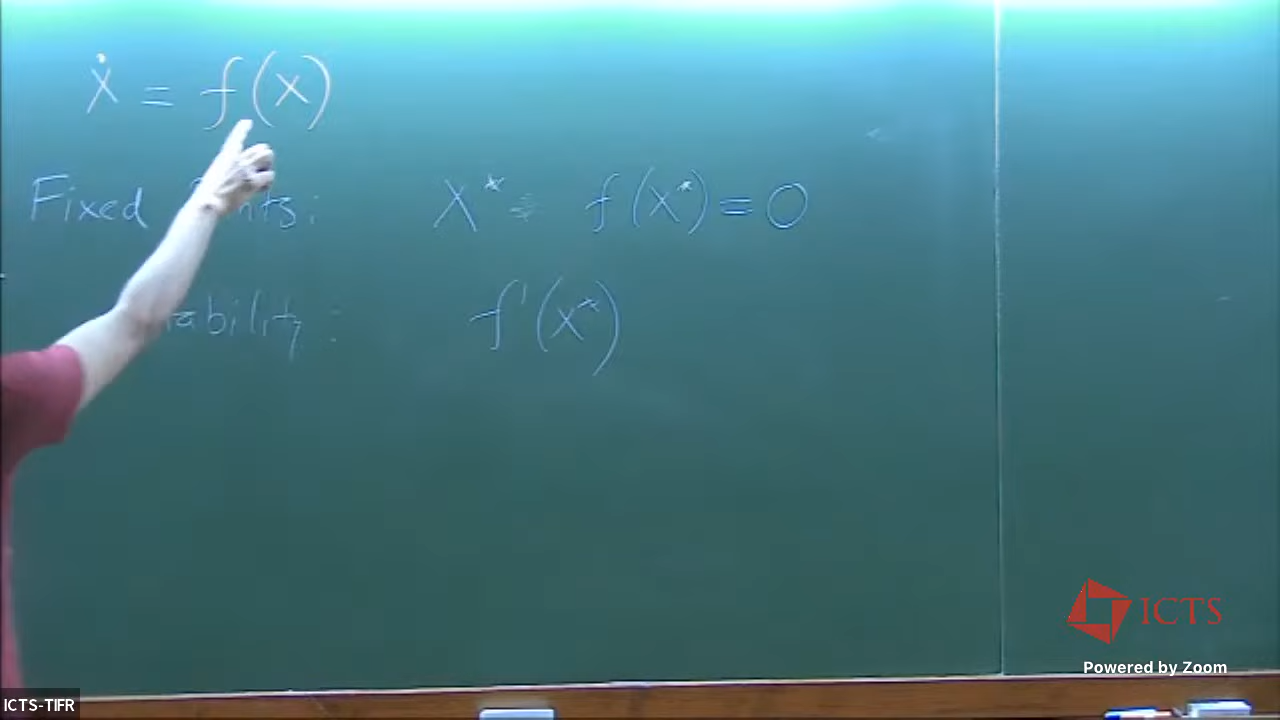 ẋ = f(x)
Fixed
x* f(x*) = 0
f'(x*)
ICTS
Powered by Zoom
ICTS-TIFR